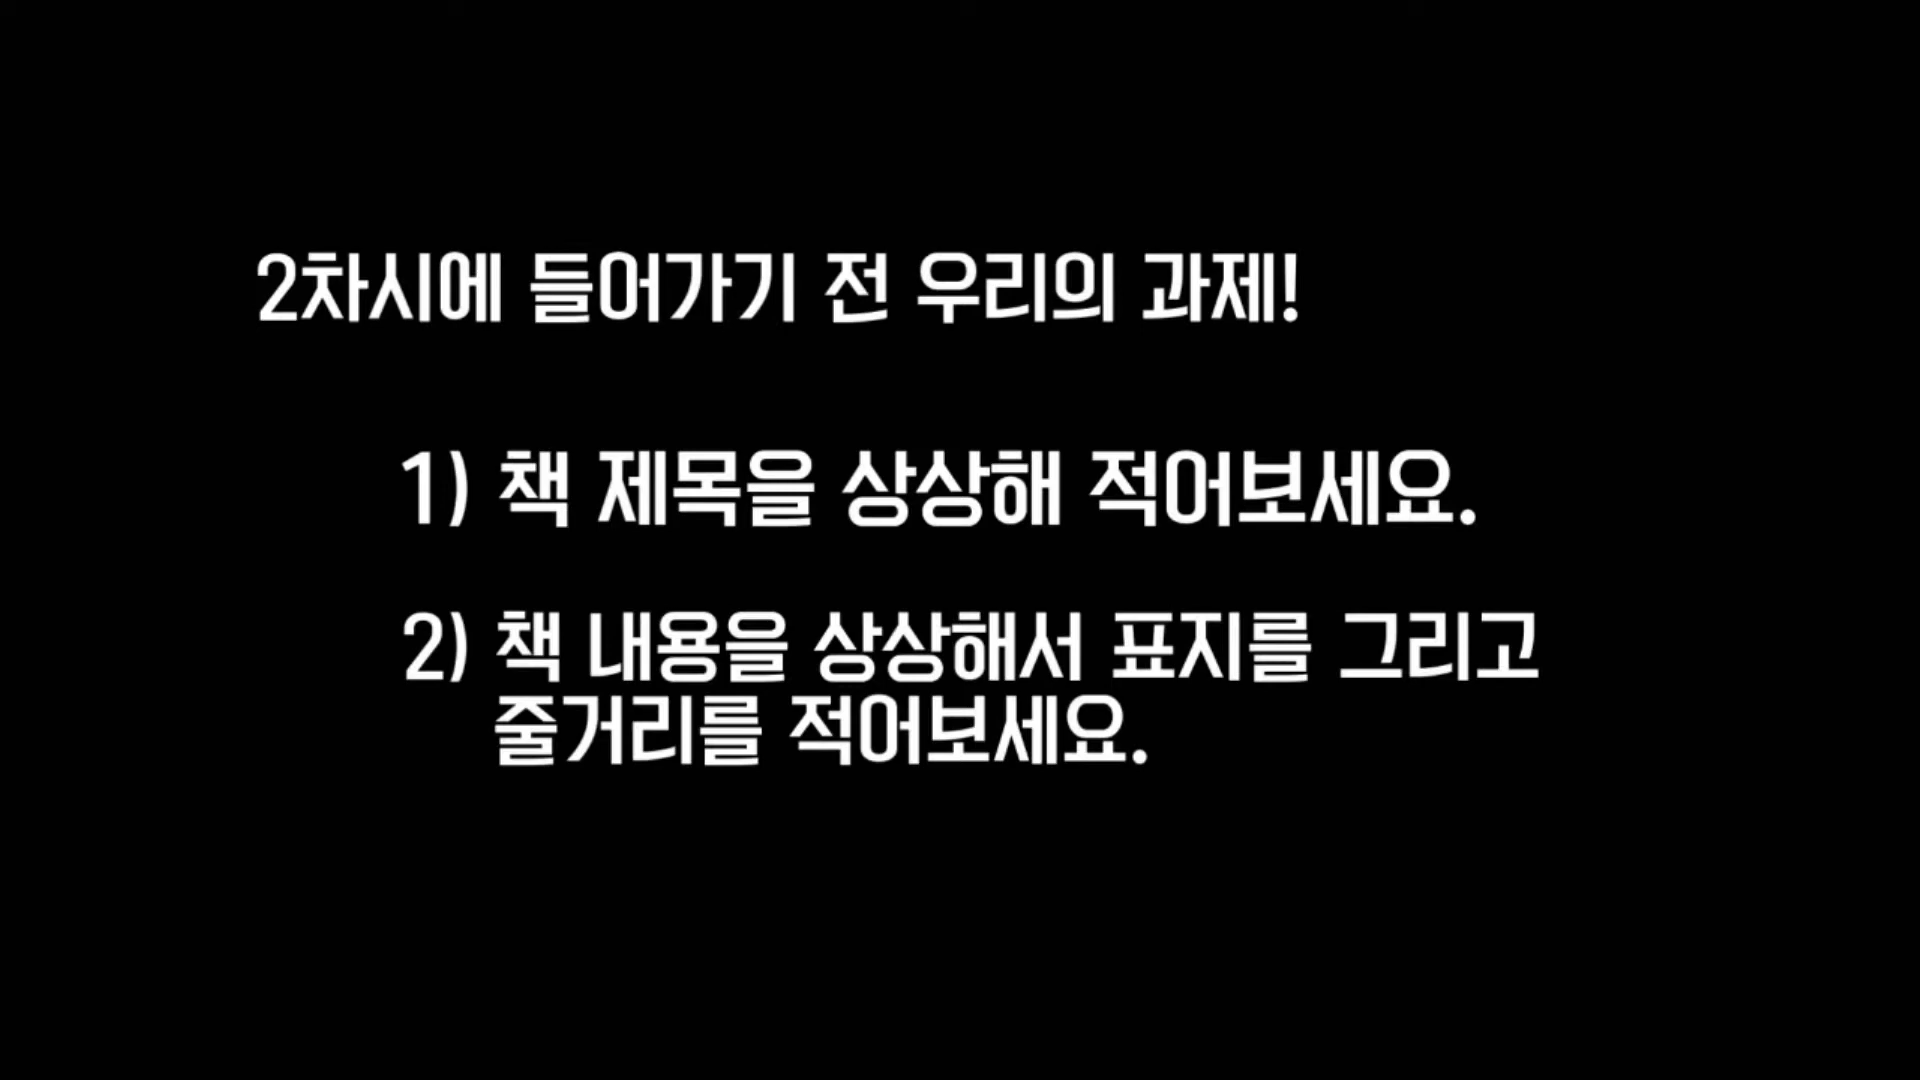 2차시에 들어가기 전 우리의 과제!
1) 책 제목을 상상해 적어보세요.
2) 책 내용을 상상해서 표지를 그리고
줄거리를 적어보세요.